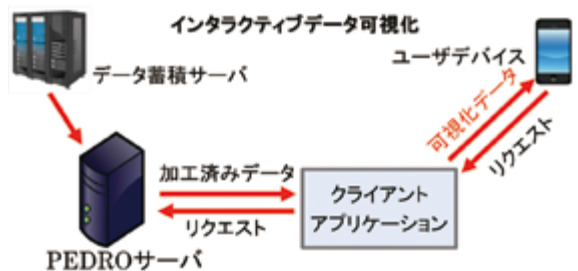 インタラクティブデータ可視化
データ蓄積サーバ
ユーザデバイス
可視化データ
リクエスト
加工済みデータ
リクエスト
クライアント
アプリケーション
PEDROサーバ